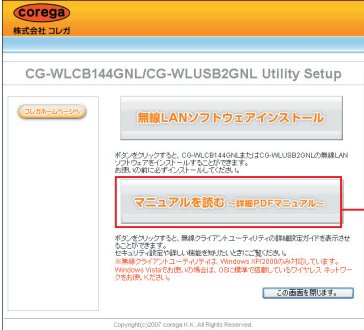 corega
株式会社 コレガ
CG-WLCB144GNL/CG-WLUSB2GNL Utility Setup
コレガホームページへ
無線LANソフトウェアインストール
ボタンをクリックすると、CG-WLCB144GNLまたはCG-WLUSB2GNLの無線LAN
ソフトウェアをインストールすることができます。
お使いの前に必ずインストールしてください。
マニュアルを読む ~詳細PDFマニュアル~
ボタンをクリックすると、無線クライアントユーティリティの詳細設定ガイドを表示させ
ることができます。
セキュリティ設定や詳しい機能を知りたいときにご覧ください。
※無線クライアントユーティリティは、Windows XP/2000のみ対応しています。
Windows Vistaでお使いの場合は、OSに標準で搭載しているワイヤレス ネットワー
クをお使いください。
この画面を閉じます。
Copyright(c)2007 corega K.K. All Rights Reserved.